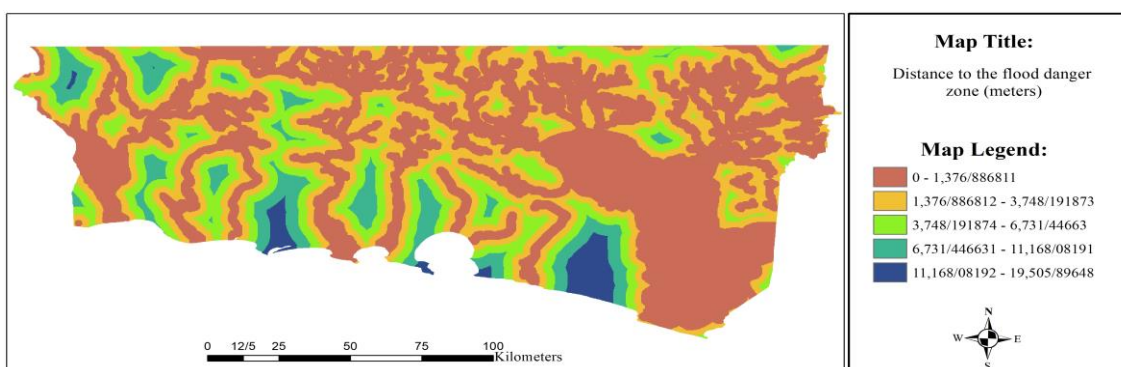 Map Title:
Distance to the flood danger
zone (meters)
Map Legend:
0 - 1,376/886811
1,376/886812 - 3,748/191873
3,748/191874 - 6,731/44663
6,731/446631 - 11,168/08191
11,168/08192 - 19,505/89648
N
W E
S
0 12/5 25 50 75 100
Kilometers